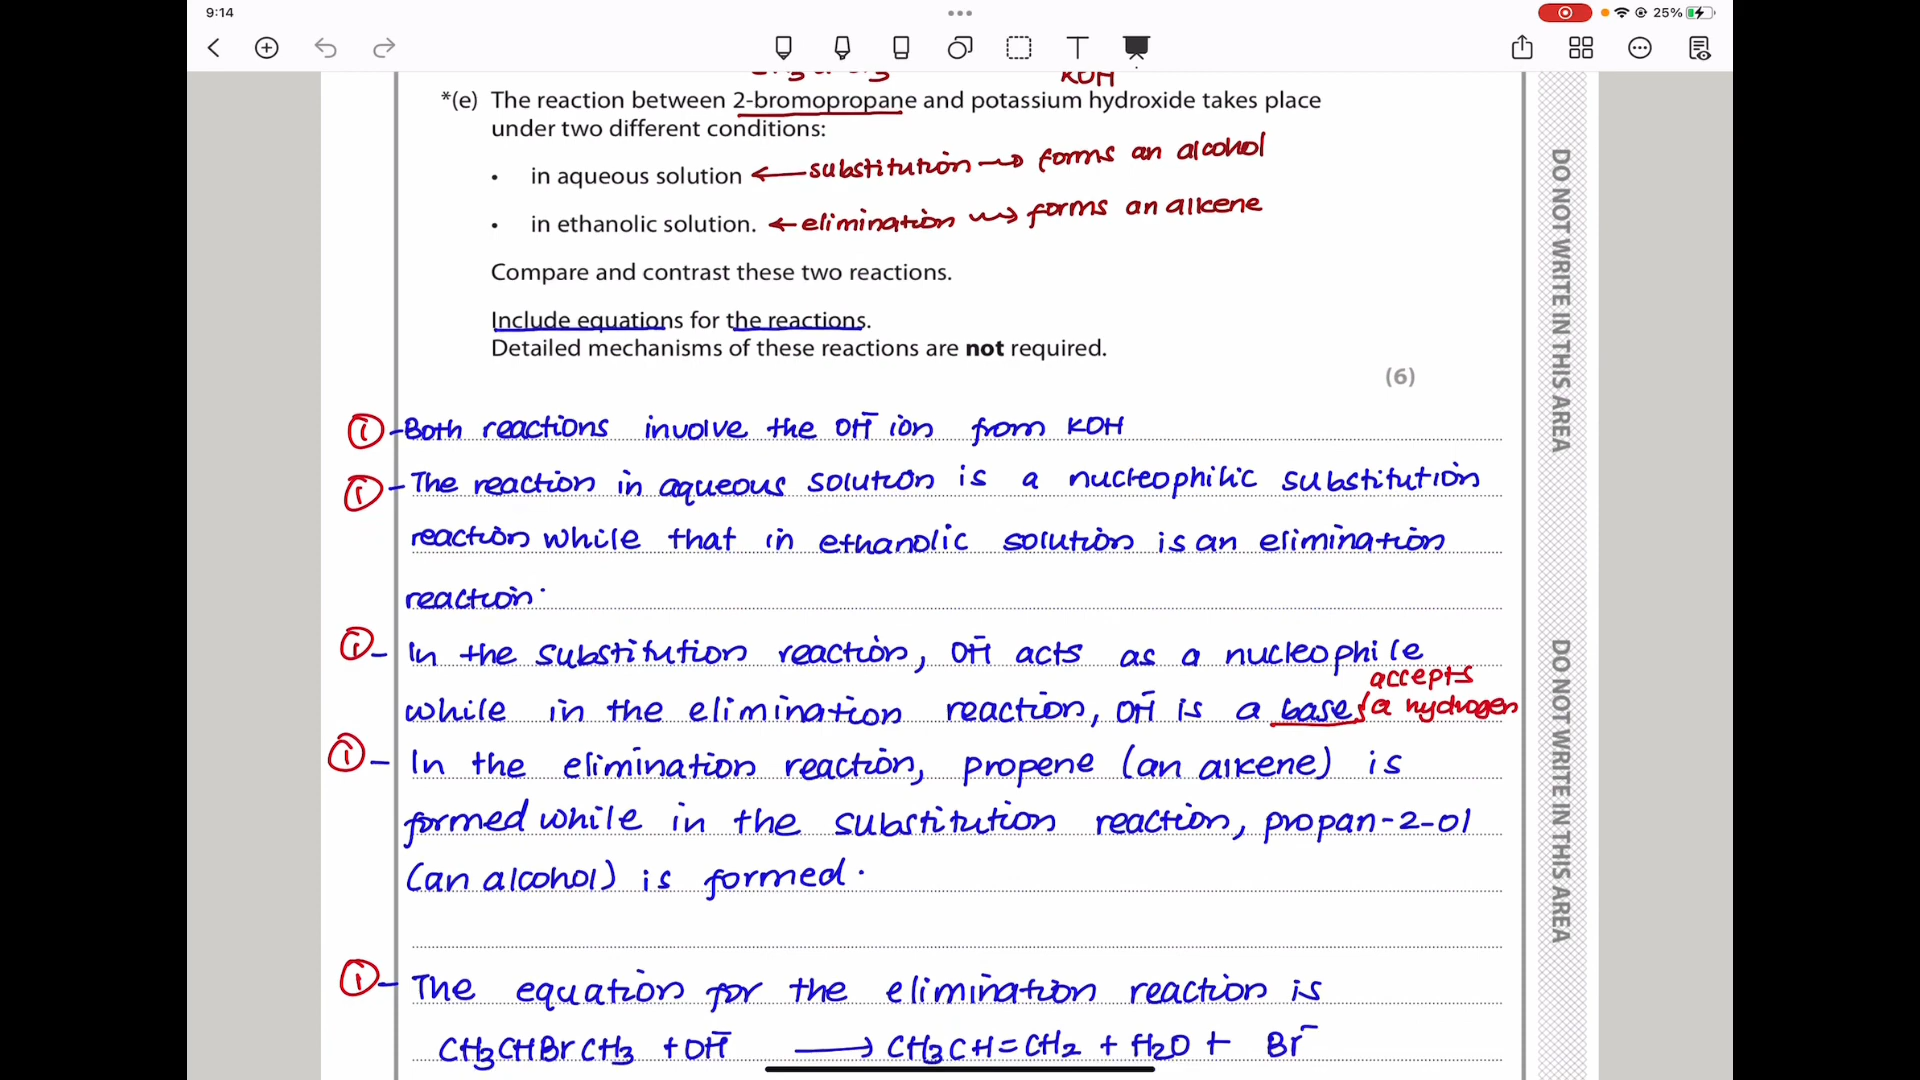 9:14
25%
KOH
*(e) The reaction between 2-bromopropane and potassium hydroxide takes place
under two different conditions:
• in aqueous solution ← substitution → forms an alcohol
• in ethanolic solution. ← elimination → forms an alkene
Compare and contrast these two reactions.
Include equations for the reactions.
Detailed mechanisms of these reactions are not required.
(6)
① - Both reactions involve the OH⁻ ion from KOH
① - The reaction in aqueous solution is a nucleophilic substitution
reaction while that in ethanolic solution is an elimination
reaction.
① - In the substitution reaction, OH⁻ acts as a nucleophile
accepts
while in the elimination reaction, OH⁻ is a base { a hydrogen
① - In the elimination reaction, propene (an alkene) is
formed while in the substitution reaction, propan-2-ol
(an alcohol) is formed.
① - The equation for the elimination reaction is
CH3CHBrCH3 + OH⁻ → CH3CH=CH2 + H2O + Br⁻
DO NOT WRITE IN THIS AREA
DO NOT WRITE IN THIS AREA